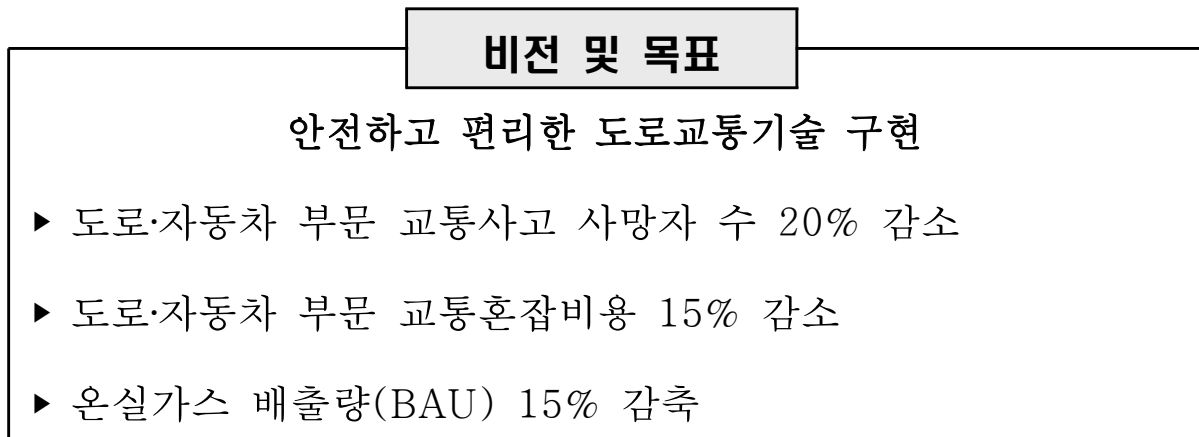 비전 및 목표
안전하고 편리한 도로교통기술 구현
▶ 도로·자동차 부문 교통사고 사망자 수 20% 감소
▶ 도로·자동차 부문 교통혼잡비용 15% 감소
▶ 온실가스 배출량(BAU) 15% 감축